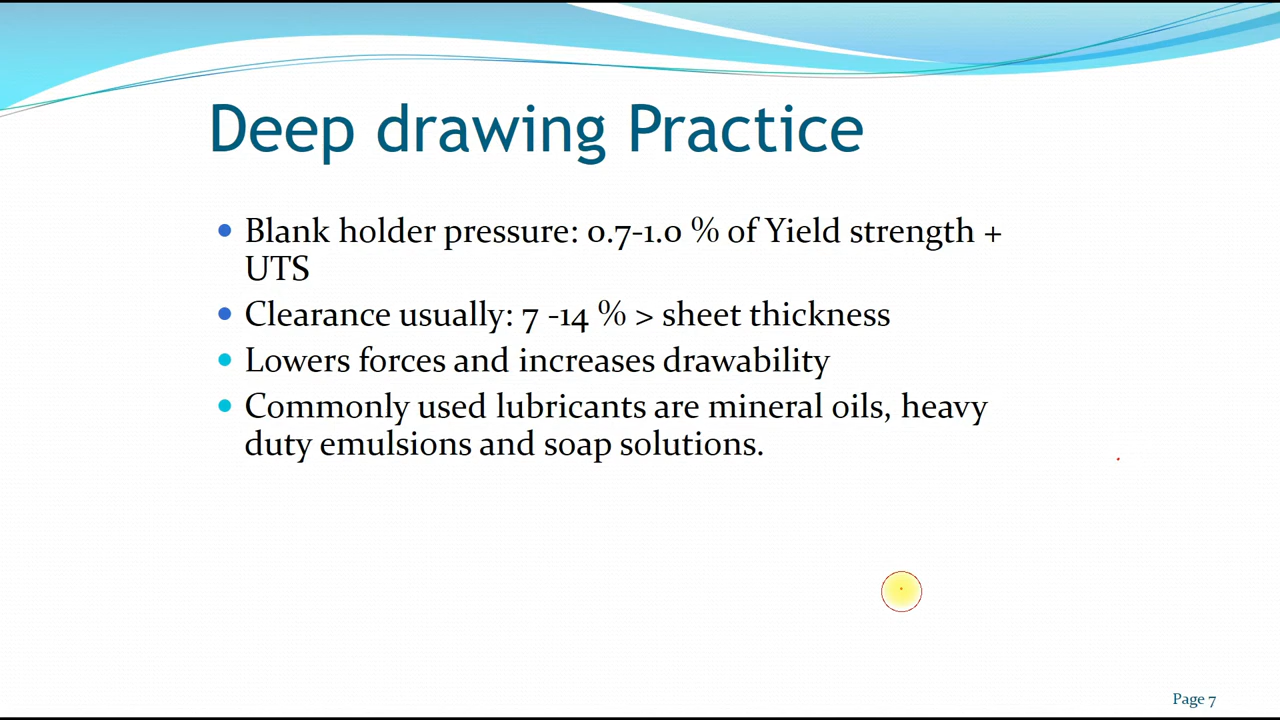 Deep drawing Practice
Blank holder pressure: 0.7-1.0 % of Yield strength +
UTS
Clearance usually: 7 -14 % > sheet thickness
Lowers forces and increases drawability
Commonly used lubricants are mineral oils, heavy
duty emulsions and soap solutions.
Page 7